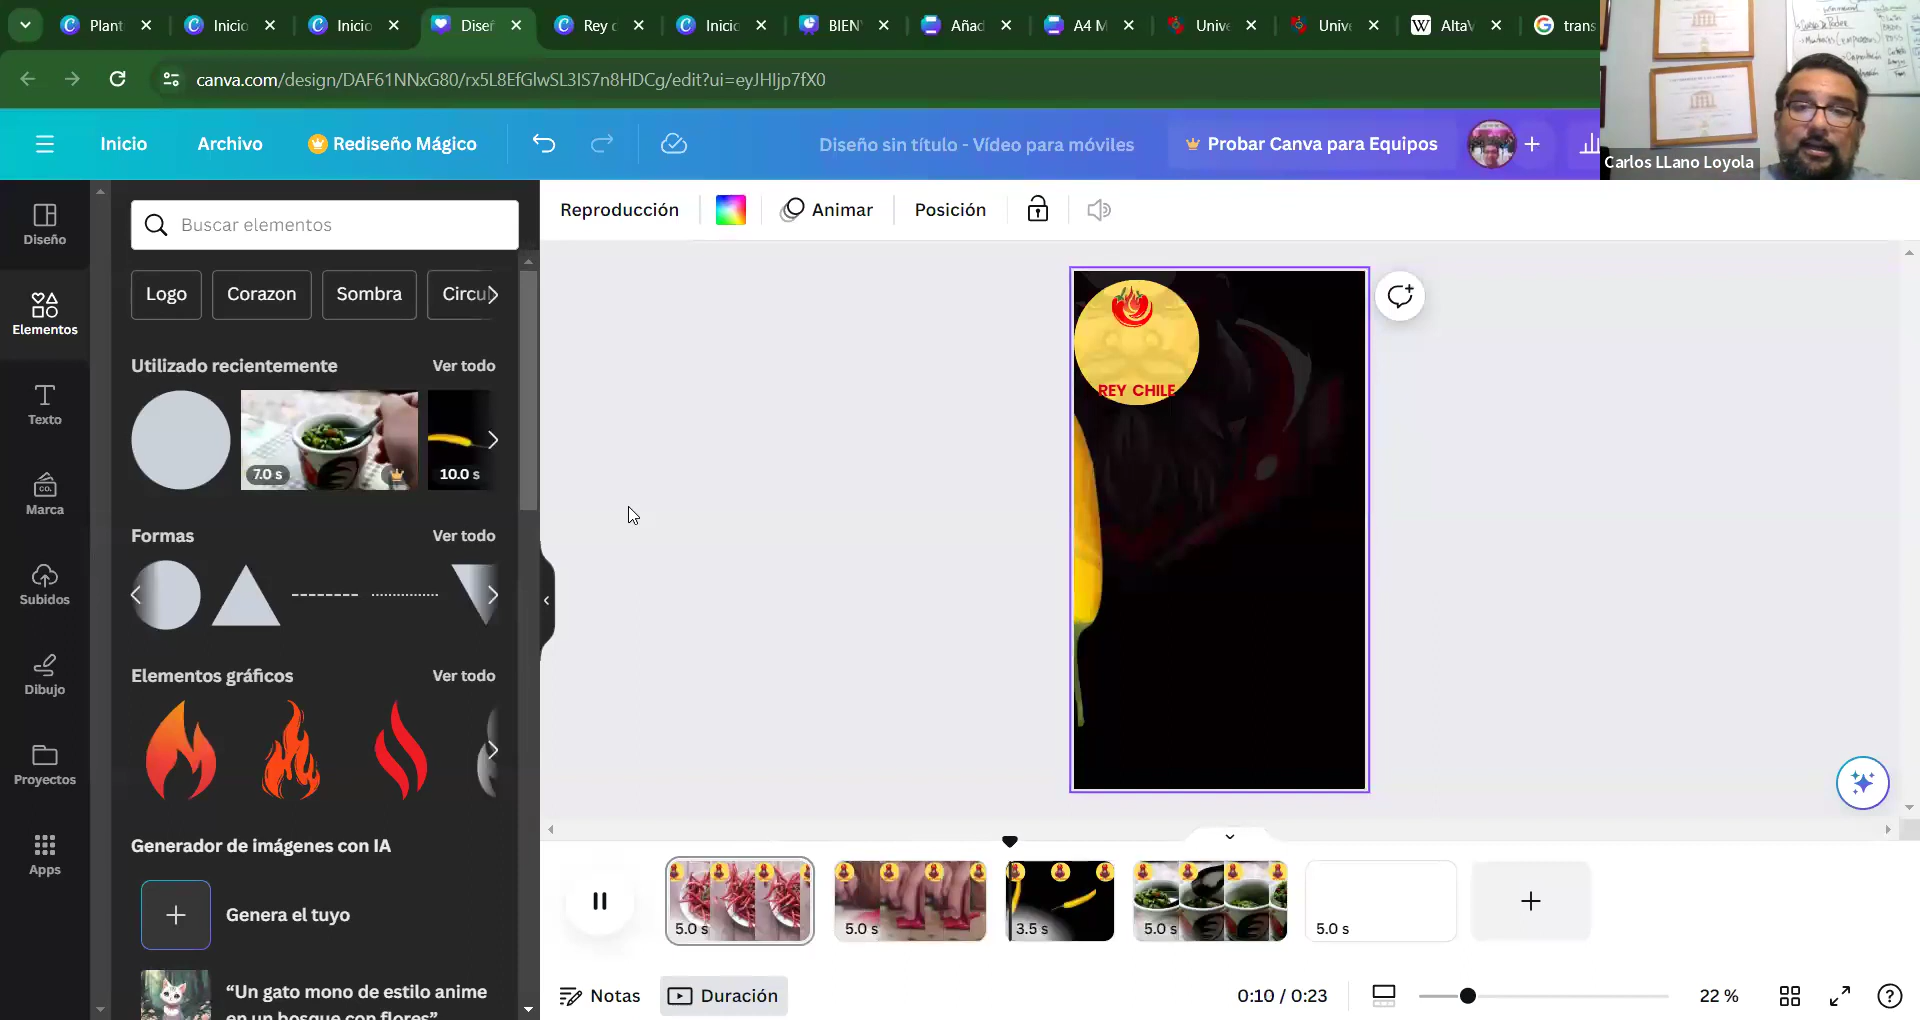 Plant
Inicio
Inicio
Diseñ
Rey c
Inicio
BIEN
Añad
A4 M
Unive
Unive
AltaV
trans
canva.com/design/DAF61NNxG80/rx5L8EfGlwSL3IS7n8HDCg/edit?ui=eyJHIjp7fX0
Inicio
Archivo
Rediseño Mágico
Diseño sin título - Vídeo para móviles
Probar Canva para Equipos
Carlos LLano Loyola
Diseño
Elementos
Texto
Marca
Subidos
Dibujo
Proyectos
Apps
Buscar elementos
Logo
Corazon
Sombra
Circul
Utilizado recientemente
Ver todo
7.0 s
10.0 s
Formas
Ver todo
Elementos gráficos
Ver todo
Generador de imágenes con IA
Genera el tuyo
“Un gato mono de estilo anime
en un bosque con flores”
Reproducción
Animar
Posición
REY CHILE
5.0 s
5.0 s
3.5 s
5.0 s
5.0 s
Notas
Duración
0:10 / 0:23
22 %